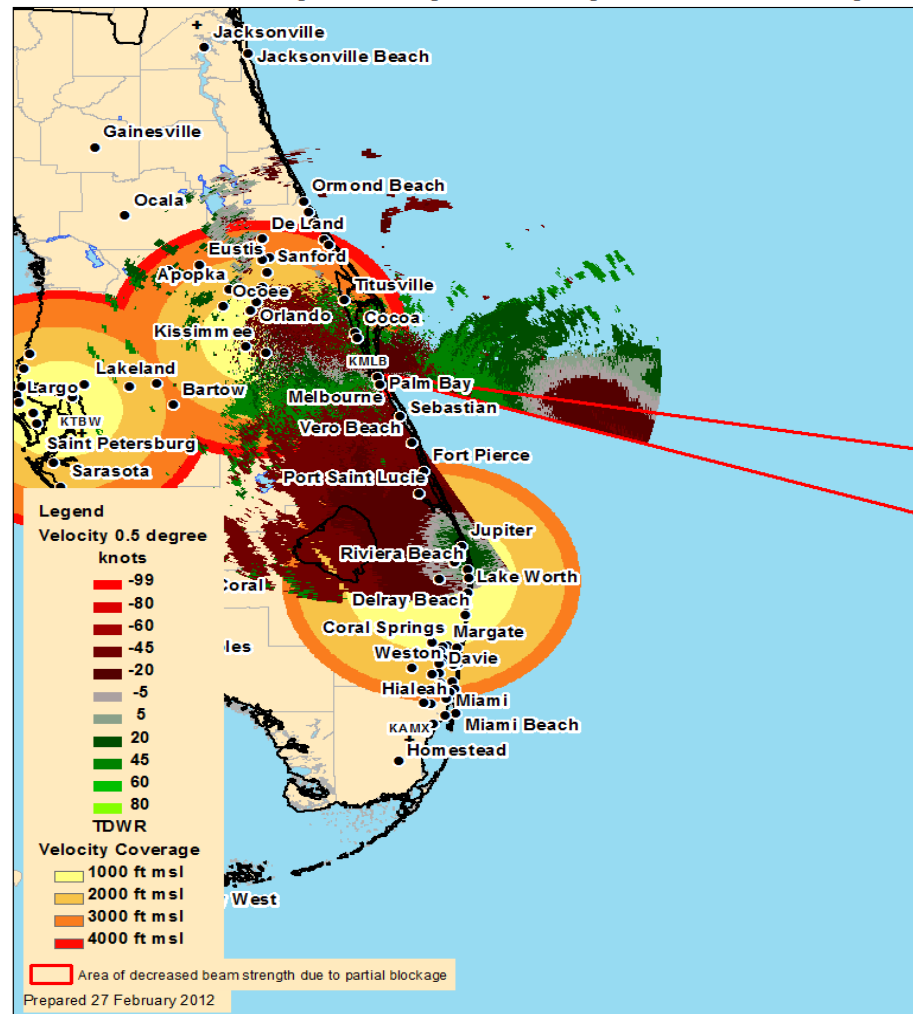 Jacksonville
Jacksonville Beach
Gainesville
Ormond Beach
Ocala
De Land
Eustis
Sanford
Apopka
Titusville
Ocoee
Orlando
Cocoa
Kissimmee
KMLB
Lakeland
Palm Bay
Largo
Bartow
Melbourne
Sebastian
KTBW
Vero Beach
Saint Petersburg
Fort Pierce
Sarasota
Port Saint Lucie
Legend
Velocity 0.5 degree
knots
Jupiter
Riviera Beach
-99
Lake Worth
Coral
-80
Delray Beach
-60
Coral Springs
Margate
-45
les
Weston
Davie
-20
Hialeah
-5
Miami
5
KAMX
Miami Beach
20
Homestead
45
60
80
TDWR
Velocity Coverage
1000 ft msl
2000 ft msl
West
3000 ft msl
4000 ft msl
Area of decreased beam strength due to partial blockage
Prepared 27 February 2012